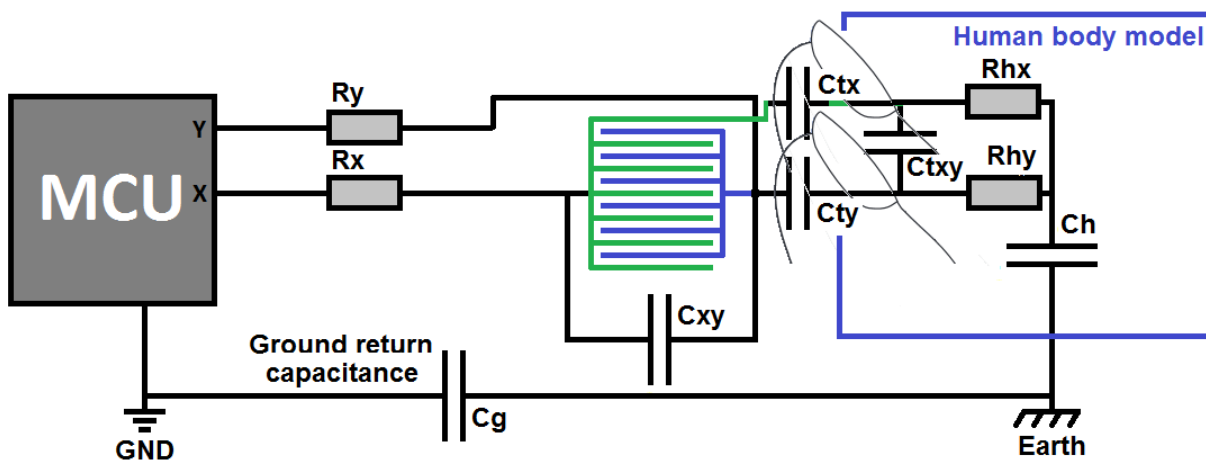 Human body model
Ctx
Rhx
Ry
Y
Rx
X
MCU
Ctxy
Rhy
Cty
Ch
Cxy
Ground return
capacitance
Cg
GND
Earth